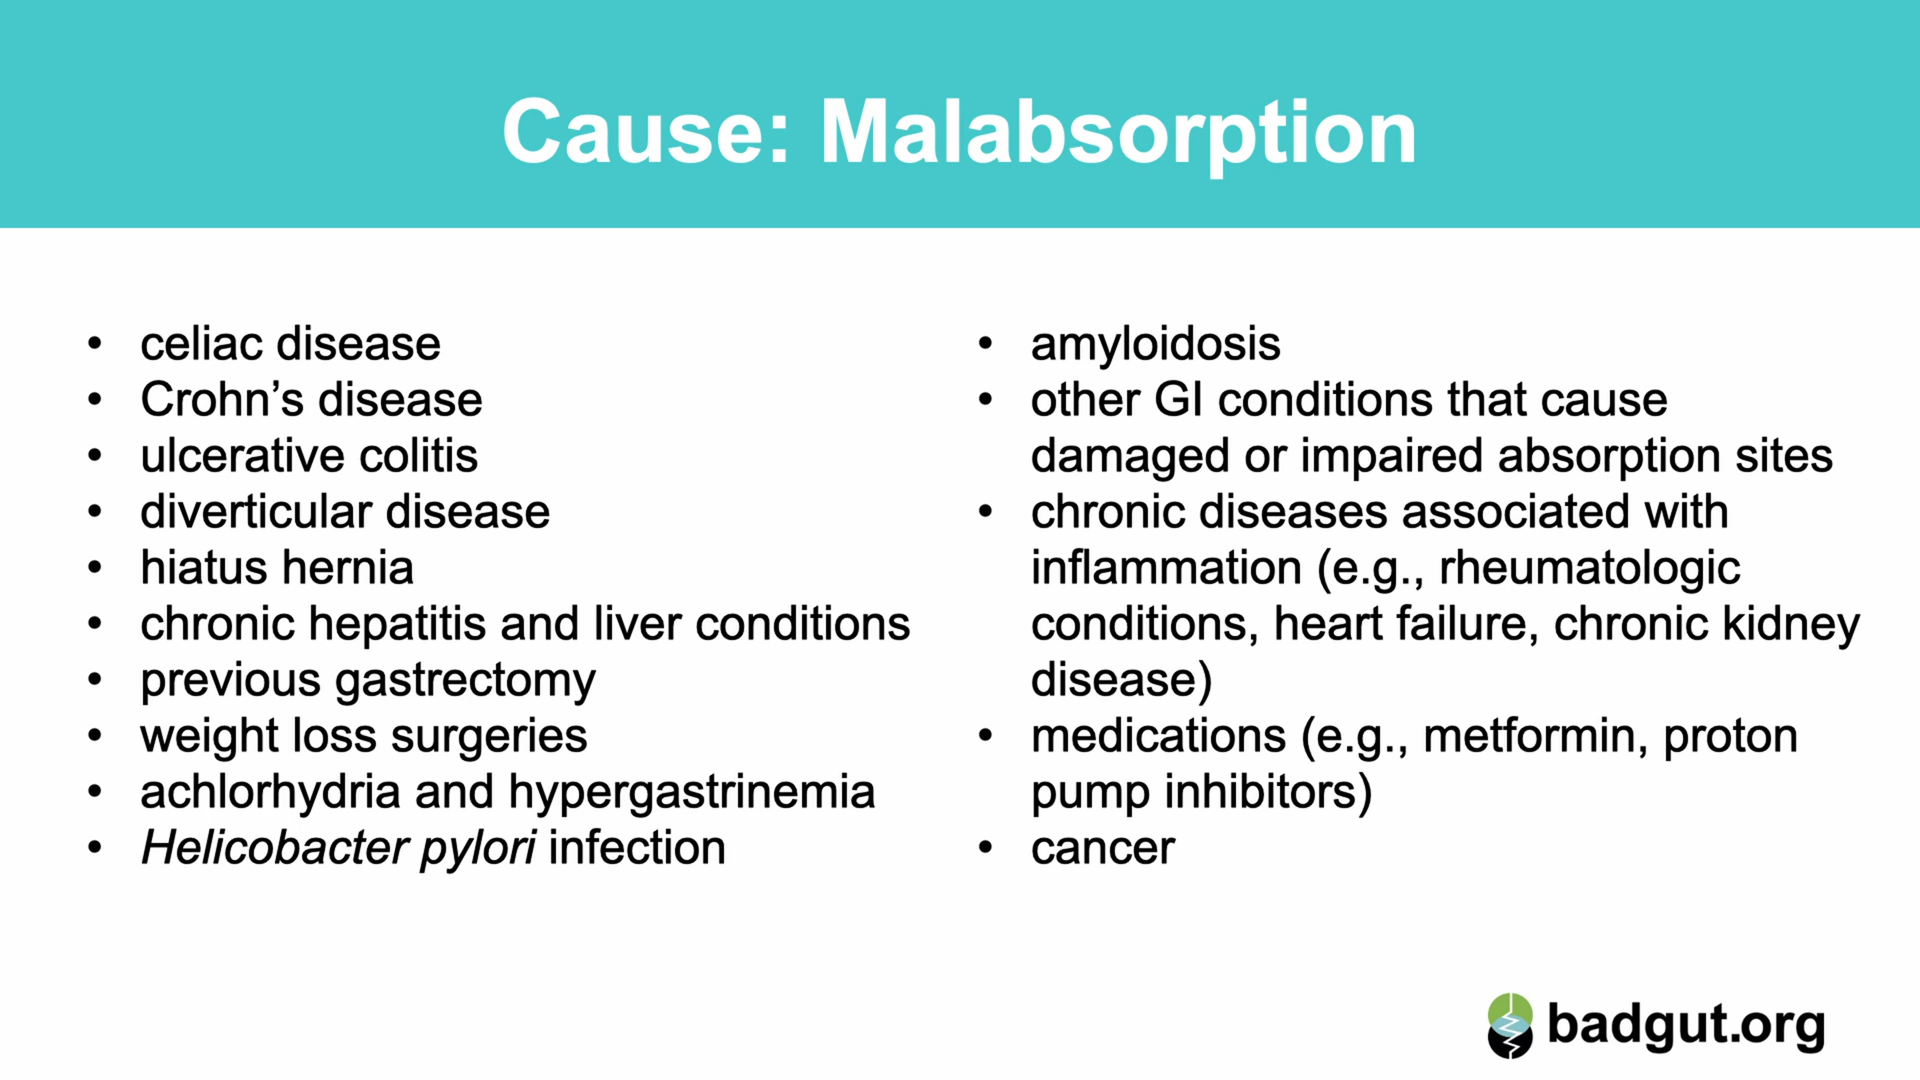 Cause: Malabsorption
• celiac disease
• Crohn’s disease
• ulcerative colitis
• diverticular disease
• hiatus hernia
• chronic hepatitis and liver conditions
• previous gastrectomy
• weight loss surgeries
• achlorhydria and hypergastrinemia
• Helicobacter pylori infection
• amyloidosis
• other GI conditions that cause
damaged or impaired absorption sites
• chronic diseases associated with
inflammation (e.g., rheumatologic
conditions, heart failure, chronic kidney
disease)
• medications (e.g., metformin, proton
pump inhibitors)
• cancer
badgut.org